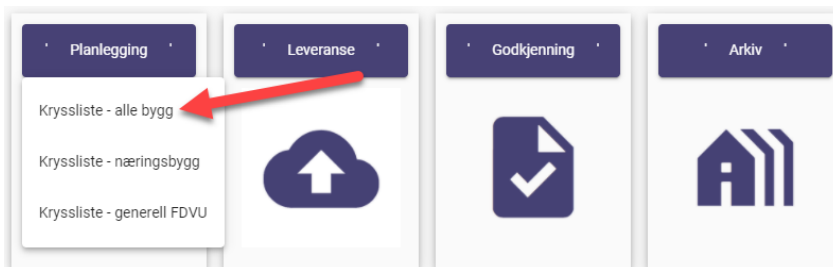 Planlegging
Leveranse
Godkjenning
Arkiv
Kryssliste - alle bygg
Kryssliste - næringsbygg
Kryssliste - generell FDVU